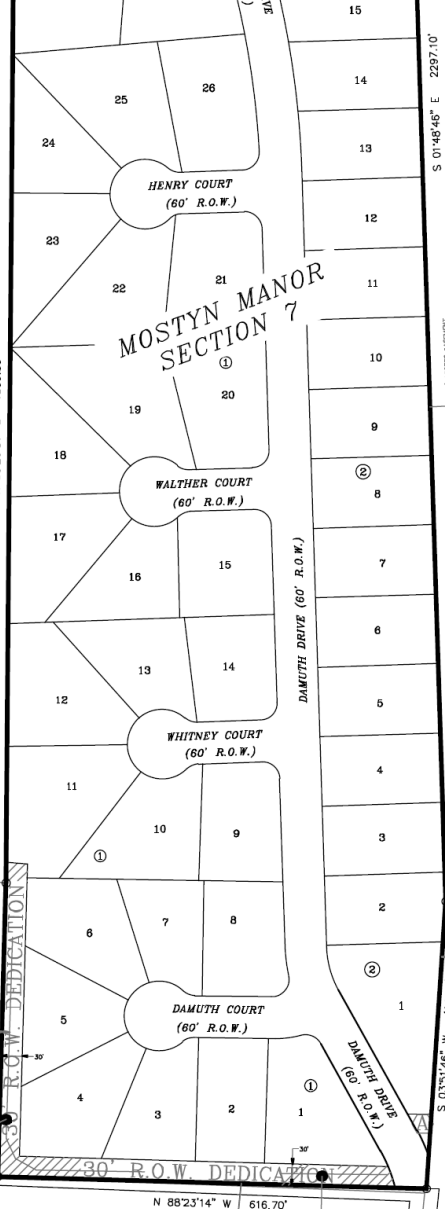 15
14
13
12
11
10
9
②
8
7
6
5
4
3
2
②
1
S 01°48'46" E 2297.10'
26
25
24
HENRY COURT
(60' R.O.W.)
23
22
21
MOSTYN MANOR
SECTION 7
①
20
19
18
WALTHER COURT
(60' R.O.W.)
17
16
15
DAMUTH DRIVE (60' R.O.W.)
14
13
12
WHITNEY COURT
(60' R.O.W.)
11
10
9
①
8
7
6
DAMUTH COURT
(60' R.O.W.)
5
4
3
2
①
1
DAMUTH DRIVE
(60' R.O.W.)
A
30' R.O.W. DEDICATION
30'
30'
30' R.O.W. DEDICATION
N 88°23'14" W 616.70'
S 03°51'46" W